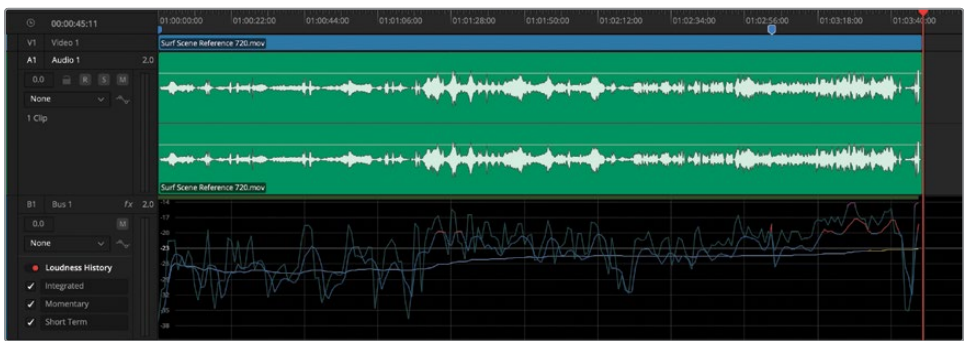 00:00:45:11
01:00:00:00 01:00:22:00 01:00:44:00 01:01:06:00 01:01:28:00 01:01:50:00 01:02:12:00 01:02:34:00 01:02:56:00 01:03:18:00 01:03:40:00
V1 Video 1
Surf Scene Reference 720.mov
A1 Audio 1 2.0
0.0 R S M
None
1 Clip
Surf Scene Reference 720.mov
B1 Bus 1 fx 2.0
0.0 M
None
Loudness History
Integrated
Momentary
Short Term
-14
-17
-20
-23
-38